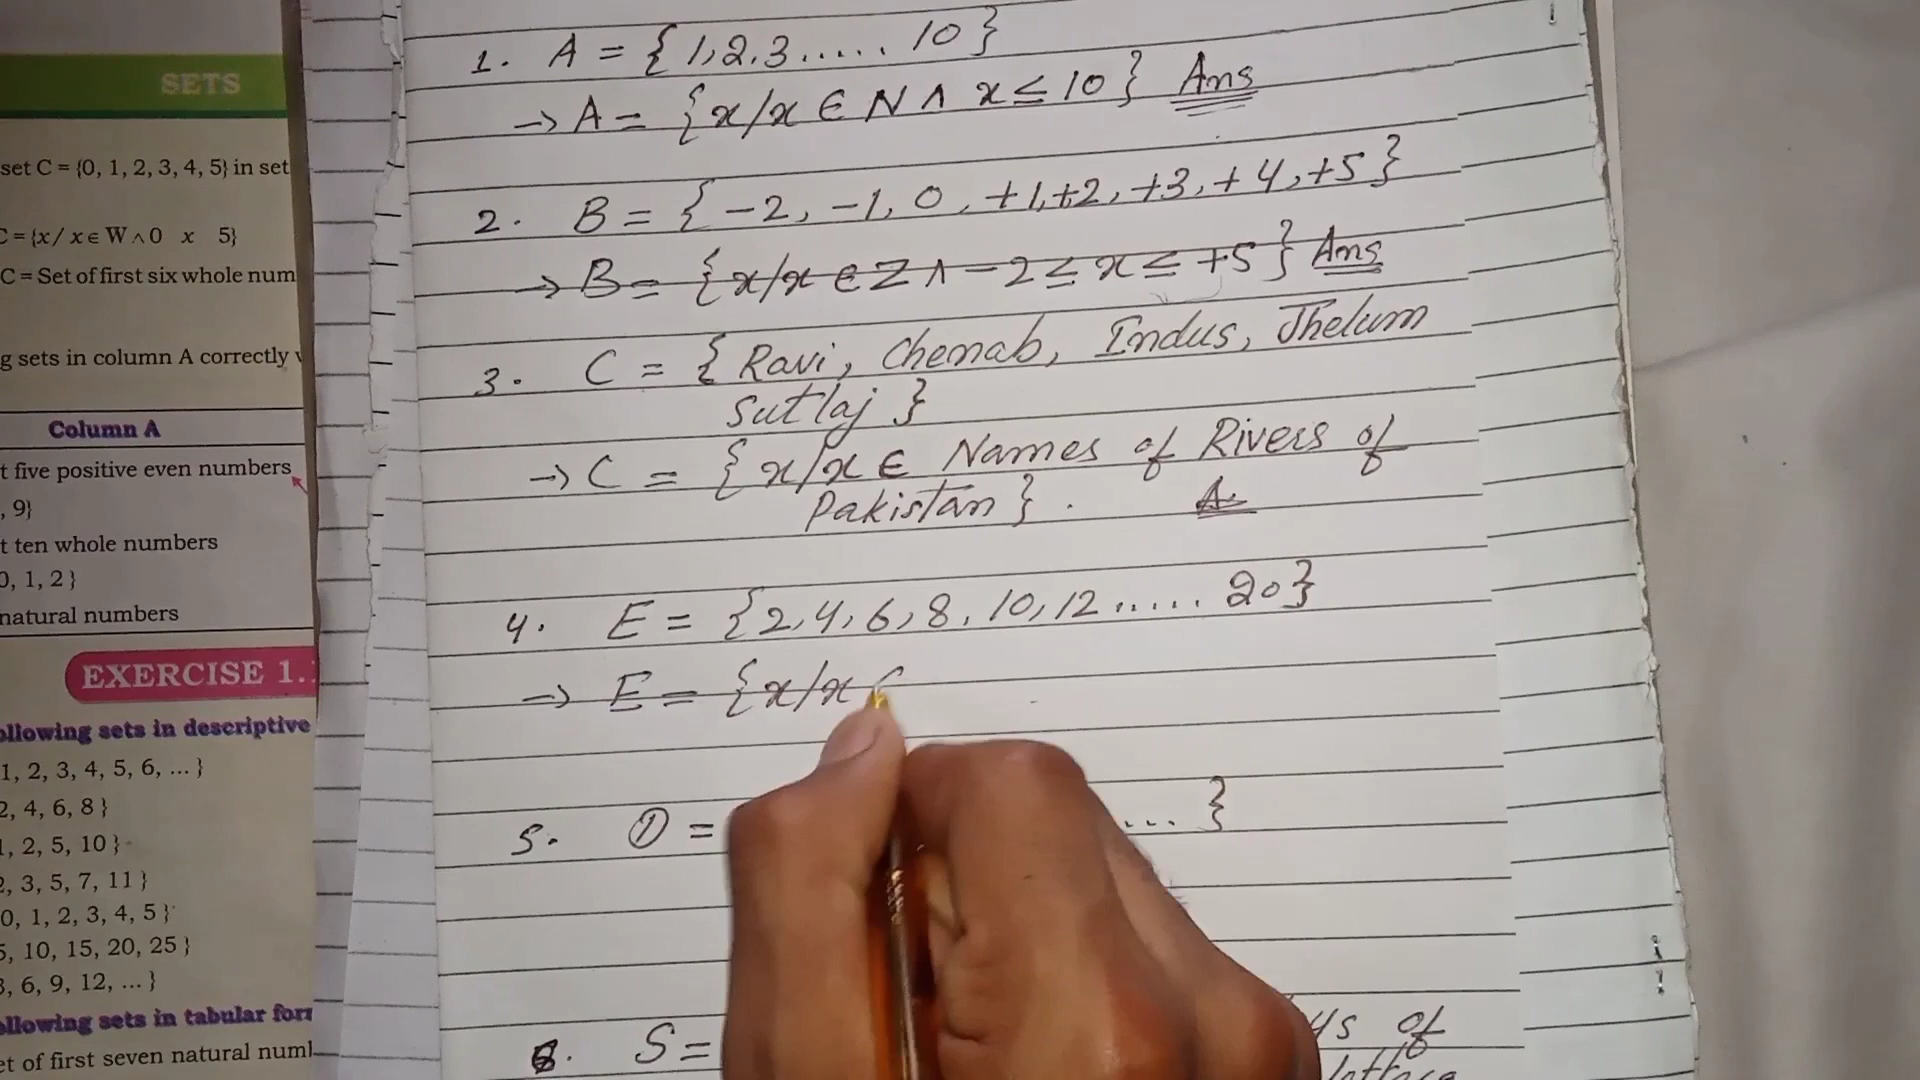 SETS
set C = {0, 1, 2, 3, 4, 5} in set
C = {x/ x ∈ W ∧ 0 x 5}
C = Set of first six whole num
g sets in column A correctly
Column A
t five positive even numbers
, 9}
t ten whole numbers
0, 1, 2}
natural numbers
EXERCISE 1.
ollowing sets in descriptive
1, 2, 3, 4, 5, 6, ... }
2, 4, 6, 8 }
1, 2, 5, 10 }
2, 3, 5, 7, 11 }
0, 1, 2, 3, 4, 5 }
5, 10, 15, 20, 25 }
3, 6, 9, 12, ... }
ollowing sets in tabular for
et of first seven natural num
1. A = { 1,2,3..... 10 }
→ A = {x/x ∈ N ∧ x ≤ 10 } Ans
2. B = { -2, -1, 0, +1,+2, +3, +4,+5 }
→ B = {x/x ∈ Z ∧ -2 ≤ x ≤ +5 } Ans
3. C = { Ravi, Chenab, Indus, Jhelum
Sutlaj }
→ C = { x/x ∈ Names of Rivers of
Pakistan } .
4. E = {2,4,6,8,10,12 ..... 20}
→ E = {x/x
5. =
... }
6. S =
ys of